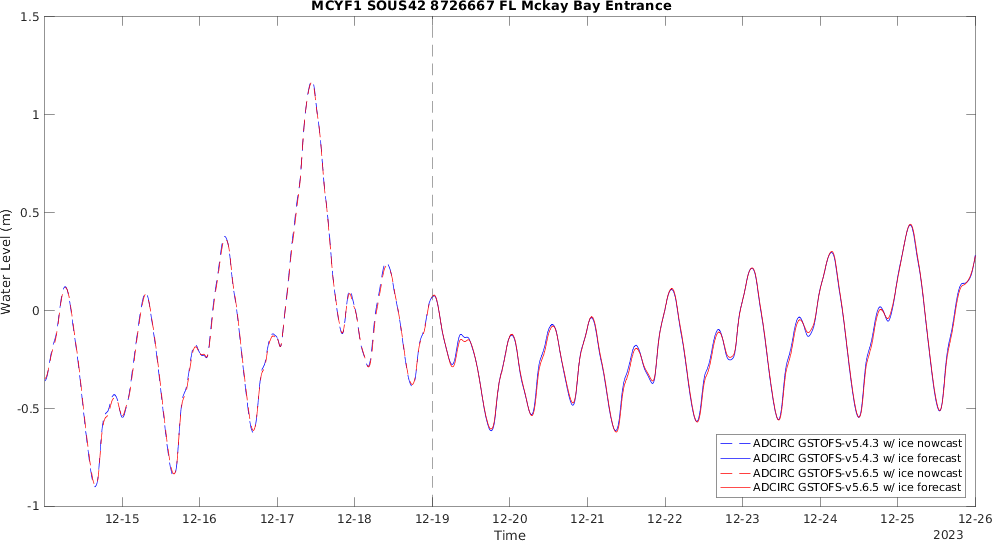 MCYF1 SOUS42 8726667 FL Mckay Bay Entrance
1.5
1
0.5
0
-0.5
-1
Water Level (m)
12-15 12-16 12-17 12-18 12-19 12-20 12-21 12-22 12-23 12-24 12-25 12-26
Time
2023
ADCIRC GSTOFS-v5.4.3 w/ ice nowcast
ADCIRC GSTOFS-v5.4.3 w/ ice forecast
ADCIRC GSTOFS-v5.6.5 w/ ice nowcast
ADCIRC GSTOFS-v5.6.5 w/ ice forecast